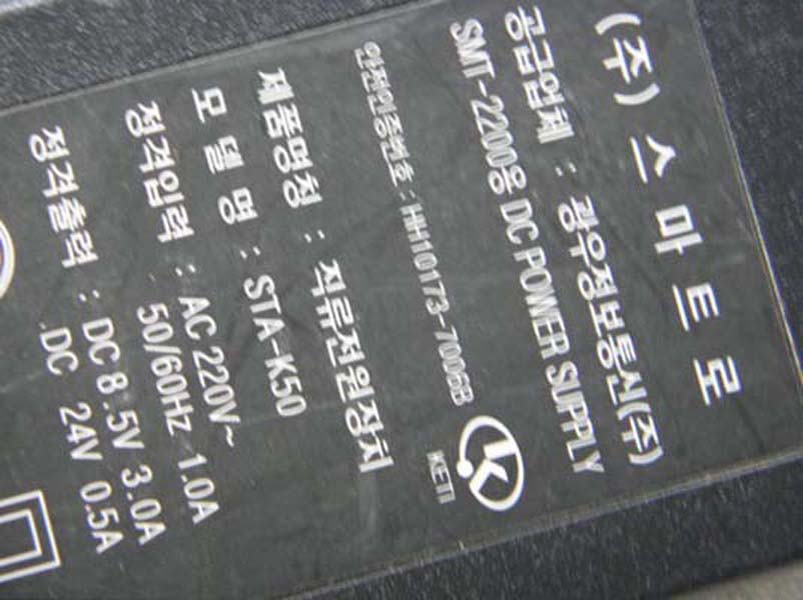 (주) 스마트로
공급업체 : 광우정보통신(주)
SMT-2200용 DC POWER SUPPLY
안전인증번호 : HH10173-7006B
KETI
제품명칭 : 직류전원장치
모델명 : STA-K50
정격입력 : AC 220V~
50/60Hz 1.0A
정격출력 : DC 8.5V 3.0A
DC 24V 0.5A